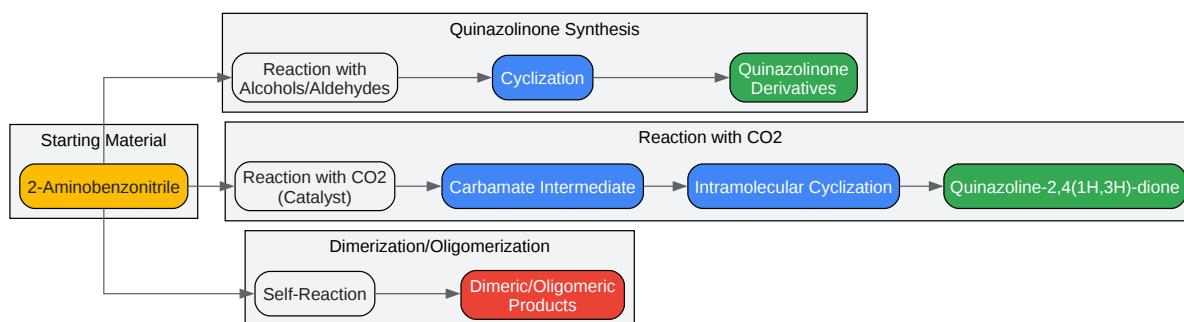 Quinazolinone Synthesis
Reaction with
Alcohols/Aldehydes
Cyclization
Quinazolinone
Derivatives
Starting Material
2-Aminobenzonitrile
Reaction with CO2
Reaction with CO2
(Catalyst)
Carbamate Intermediate
Intramolecular Cyclization
Quinazoline-2,4(1H,3H)-dione
Dimerization/Oligomerization
Self-Reaction
Dimeric/Oligomeric
Products